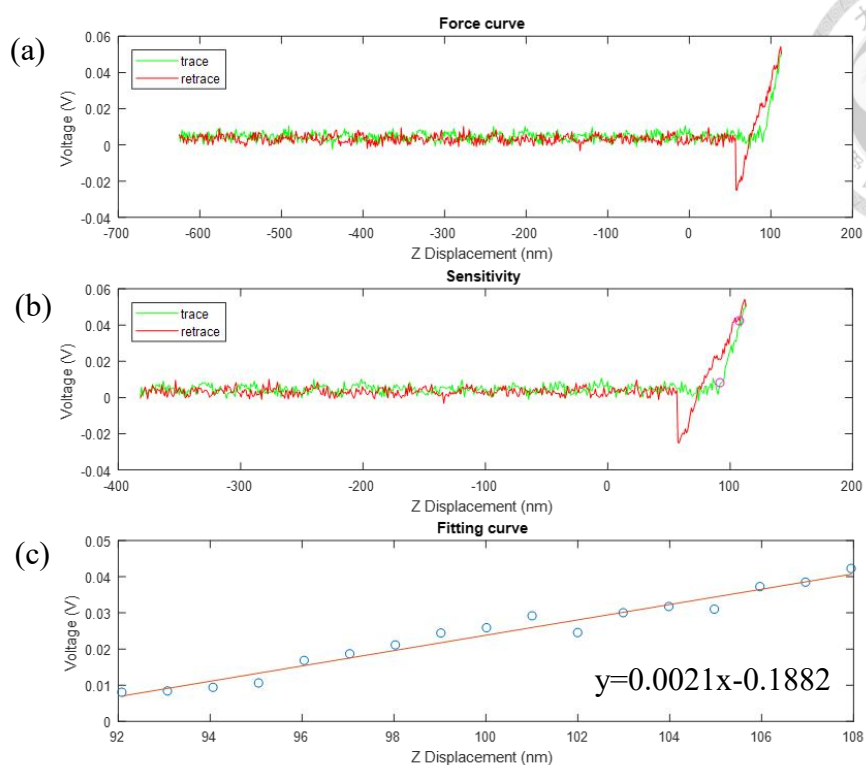 (a)
Force curve
0.06
0.04
0.02
0
-0.02
-0.04
Voltage (V)
trace
retrace
-700 -600 -500 -400 -300 -200 -100 0 100 200
Z Displacement (nm)
(b)
Sensitivity
0.06
0.04
0.02
0
-0.02
-0.04
Voltage (V)
trace
retrace
-400 -300 -200 -100 0 100 200
Z Displacement (nm)
(c)
Fitting curve
0.05
0.04
0.03
0.02
0.01
0
Voltage (V)
y=0.0021x-0.1882
92 94 96 98 100 102 104 106 108
Z Displacement (nm)